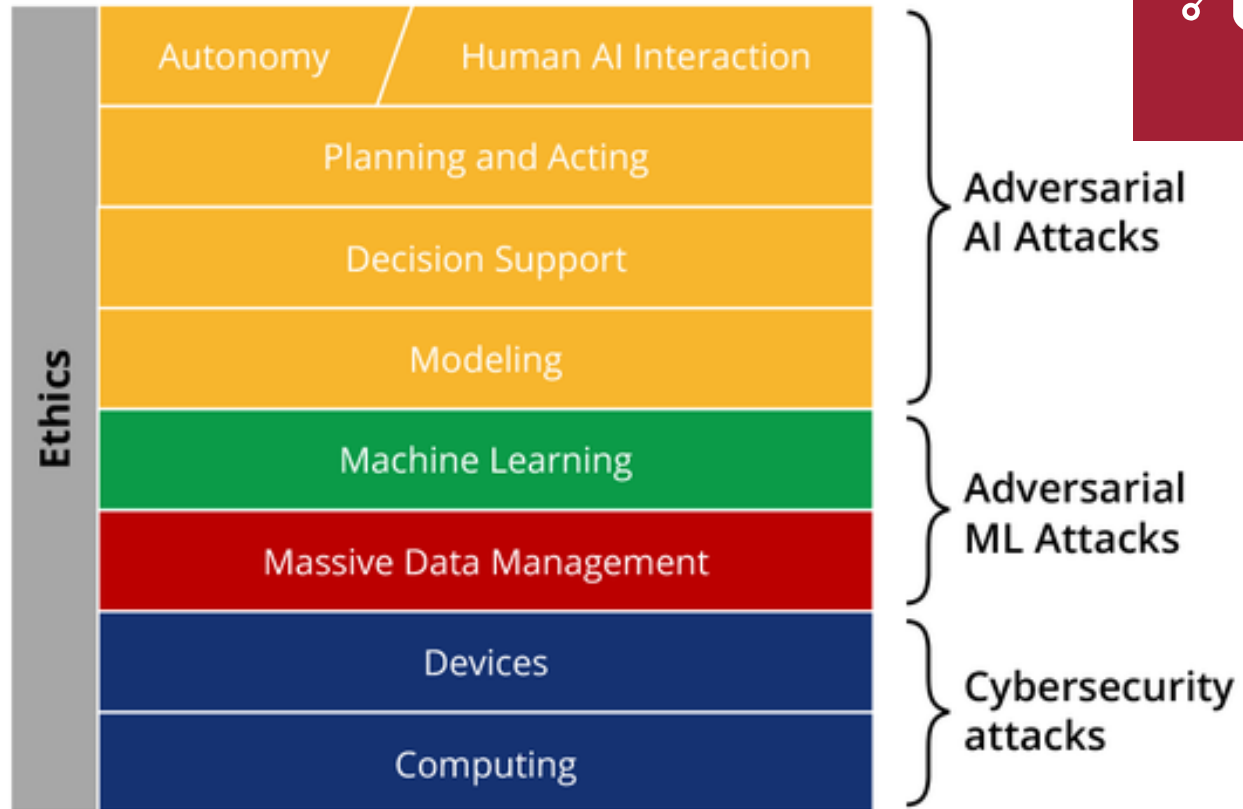 Autonomy
Human AI Interaction
Planning and Acting
Decision Support
Modeling
Machine Learning
Massive Data Management
Devices
Computing
Ethics
Adversarial
AI Attacks
Adversarial
ML Attacks
Cybersecurity
attacks